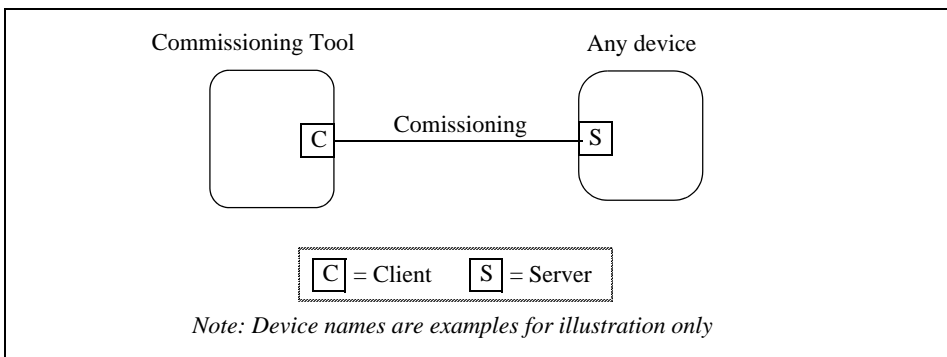 Commissioning Tool
Any device
C
Comissioning
S
C = Client S = Server
Note: Device names are examples for illustration only